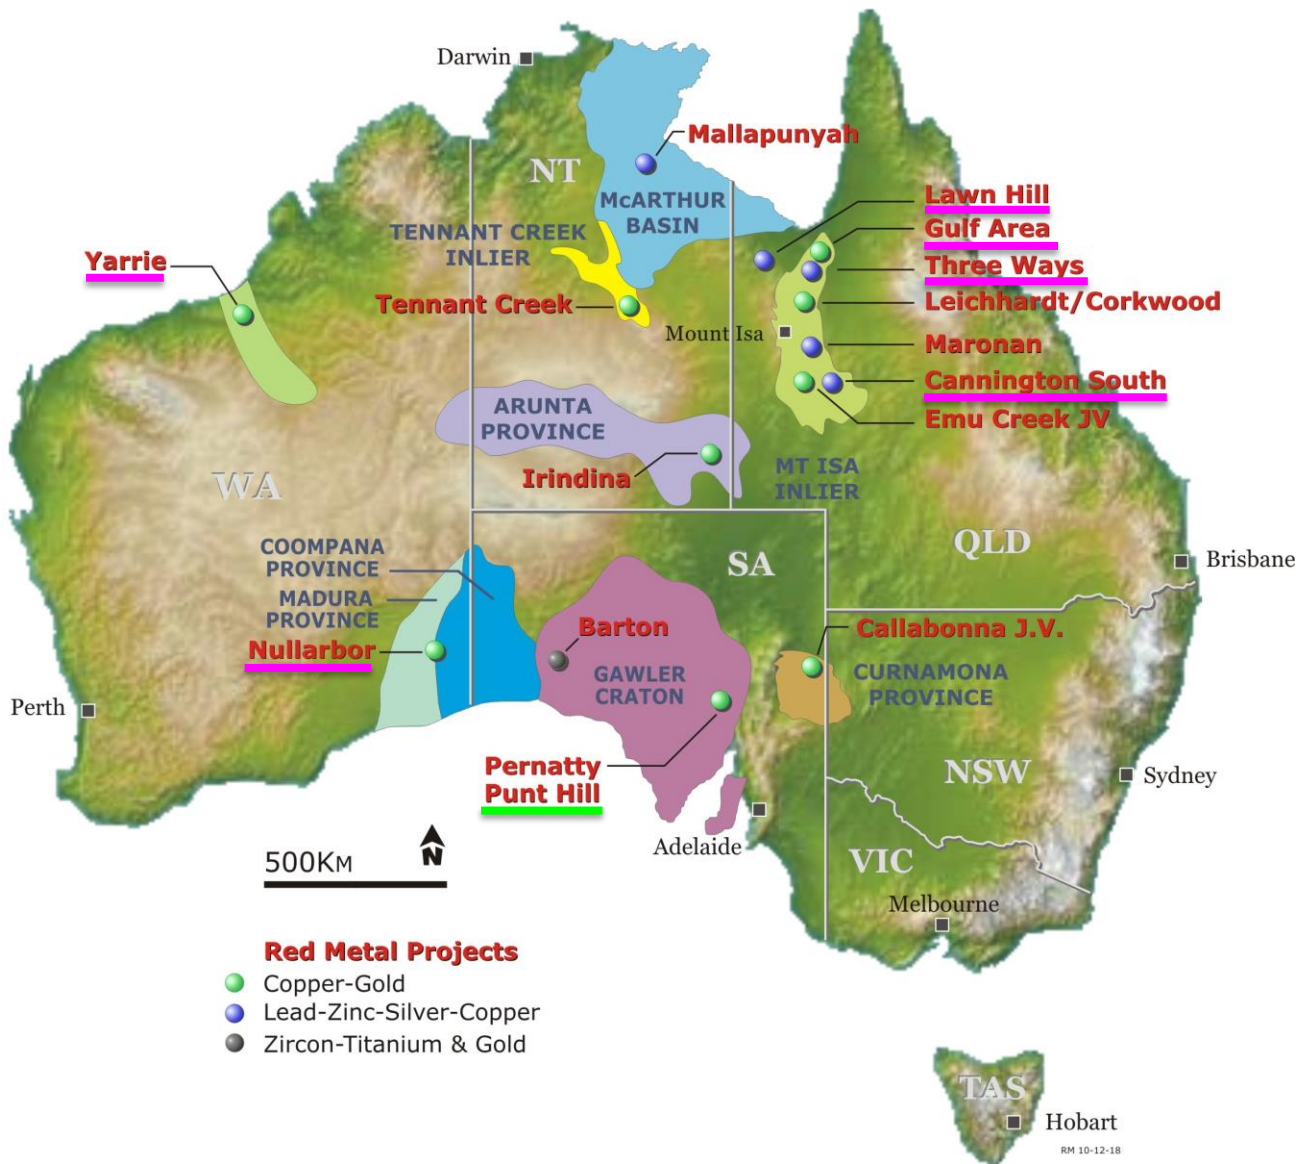 Darwin
Mallapunyah
NT
McARTHUR
BASIN
Lawn Hill
Gulf Area
TENNANT CREEK
INLIER
Yarrie
Three Ways
Tennant Creek
Leichhardt/Corkwood
Mount Isa
Maronan
Cannington South
ARUNTA
PROVINCE
Emu Creek JV
Irindina
MT ISA
INLIER
WA
QLD
COOMPANA
PROVINCE
SA
Brisbane
MADURA
PROVINCE
Nullarbor
Barton
Callabonna J.V.
GAWLER
CRATON
CURNAMONA
PROVINCE
Perth
Pernatty
Punt Hill
NSW
Sydney
Adelaide
N
500KM
VIC
Melbourne
Red Metal Projects
Copper-Gold
Lead-Zinc-Silver-Copper
Zircon-Titanium & Gold
TAS
Hobart
RM 10-12-18